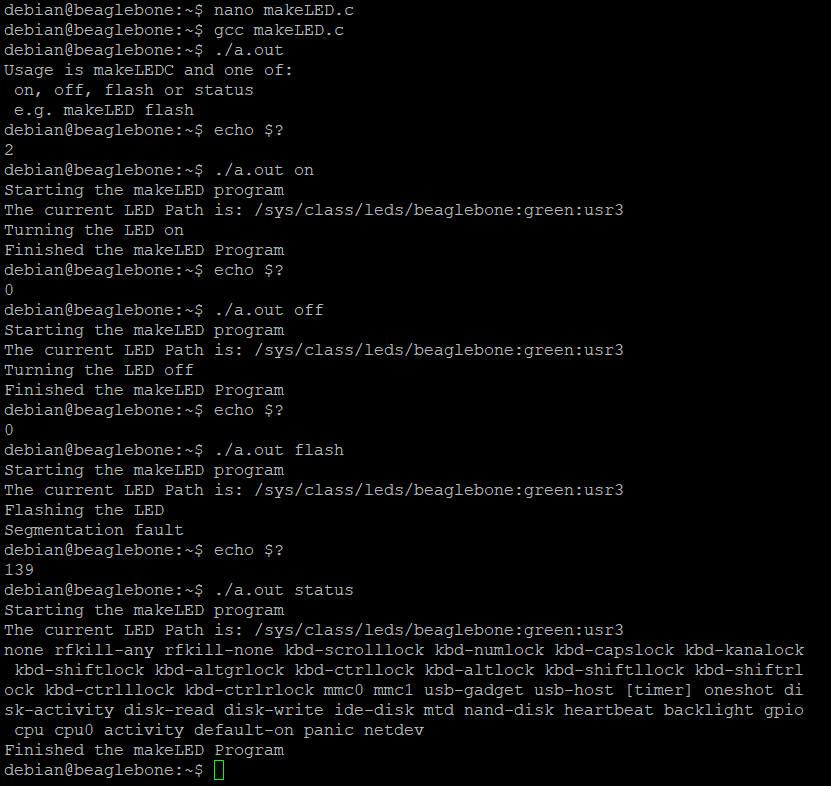 debian@beaglebone:~$ nano makeLED.c
debian@beaglebone:~$ gcc makeLED.c
debian@beaglebone:~$ ./a.out
Usage is makeLEDC and one of:
 on, off, flash or status
 e.g. makeLED flash
debian@beaglebone:~$ echo $?
2
debian@beaglebone:~$ ./a.out on
Starting the makeLED program
The current LED Path is: /sys/class/leds/beaglebone:green:usr3
Turning the LED on
Finished the makeLED Program
debian@beaglebone:~$ echo $?
0
debian@beaglebone:~$ ./a.out off
Starting the makeLED program
The current LED Path is: /sys/class/leds/beaglebone:green:usr3
Turning the LED off
Finished the makeLED Program
debian@beaglebone:~$ echo $?
0
debian@beaglebone:~$ ./a.out flash
Starting the makeLED program
The current LED Path is: /sys/class/leds/beaglebone:green:usr3
Flashing the LED
Segmentation fault
debian@beaglebone:~$ echo $?
139
debian@beaglebone:~$ ./a.out status
Starting the makeLED program
The current LED Path is: /sys/class/leds/beaglebone:green:usr3
none rfkill-any rfkill-none kbd-scrolllock kbd-numlock kbd-capslock kbd-kanalock
 kbd-shiftlock kbd-altgrlock kbd-ctrllock kbd-altlock kbd-shiftllock kbd-shiftrl
ock kbd-ctrlllock kbd-ctrlrlock mmc0 mmc1 usb-gadget usb-host [timer] oneshot di
sk-activity disk-read disk-write ide-disk mtd nand-disk heartbeat backlight gpio
 cpu cpu0 activity default-on panic netdev
Finished the makeLED Program
debian@beaglebone:~$